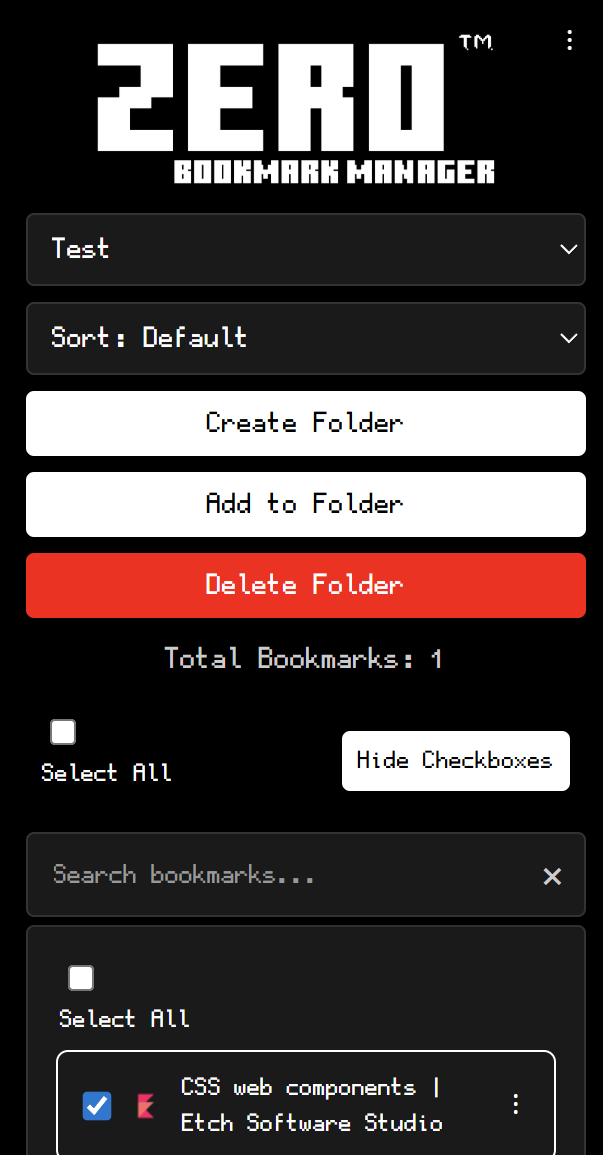 ZERO™
BOOKMARK MANAGER
Test
Sort: Default
Create Folder
Add to Folder
Delete Folder
Total Bookmarks: 1
Select All
Hide Checkboxes
Search bookmarks...
Select All
CSS web components |
Etch Software Studio